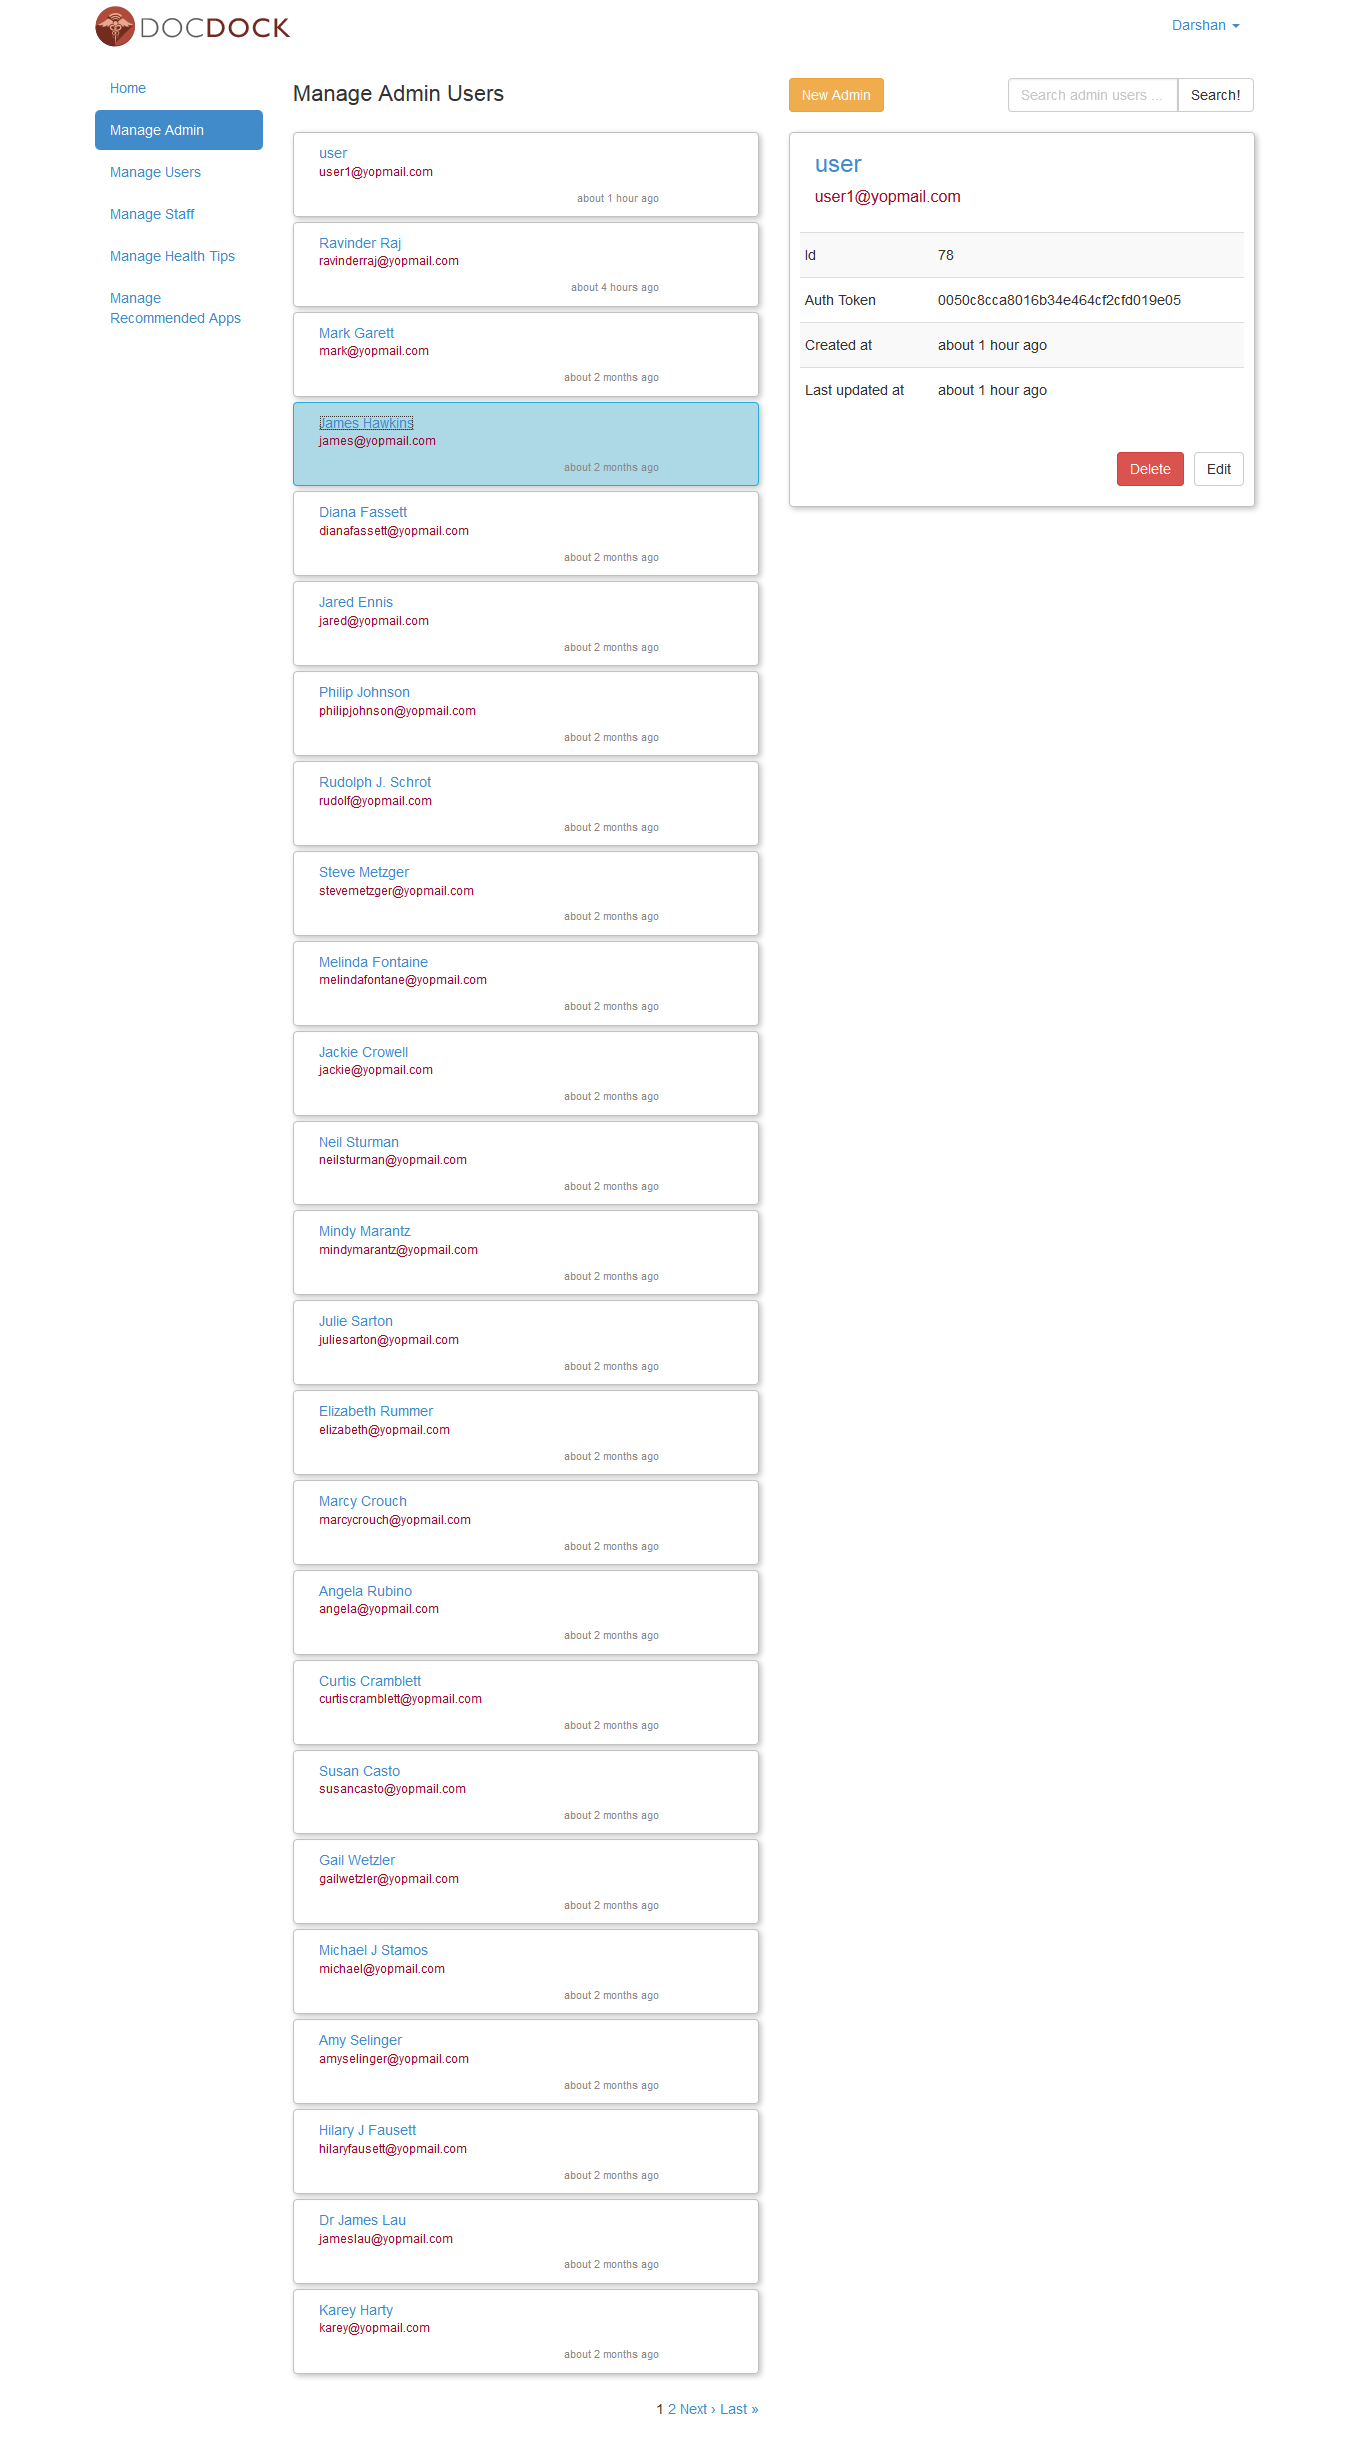 DOCDOCK
Darshan
Home
Manage Admin
Manage Users
Manage Staff
Manage Health Tips
Manage
Recommended Apps
Manage Admin Users
New Admin
Search admin users ...
Search!
user
user1@yopmail.com
about 1 hour ago
Ravinder Raj
ravinderraj@yopmail.com
about 4 hours ago
Mark Garett
mark@yopmail.com
about 2 months ago
James Hawkins
james@yopmail.com
about 2 months ago
Diana Fassett
dianafassett@yopmail.com
about 2 months ago
Jared Ennis
jared@yopmail.com
about 2 months ago
Philip Johnson
philipjohnson@yopmail.com
about 2 months ago
Rudolph J. Schrot
rudolf@yopmail.com
about 2 months ago
Steve Metzger
stevemetzger@yopmail.com
about 2 months ago
Melinda Fontaine
melindafontane@yopmail.com
about 2 months ago
Jackie Crowell
jackie@yopmail.com
about 2 months ago
Neil Sturman
neilsturman@yopmail.com
about 2 months ago
Mindy Marantz
mindymarantz@yopmail.com
about 2 months ago
Julie Sarton
juliesarton@yopmail.com
about 2 months ago
Elizabeth Rummer
elizabeth@yopmail.com
about 2 months ago
Marcy Crouch
marcycrouch@yopmail.com
about 2 months ago
Angela Rubino
angela@yopmail.com
about 2 months ago
Curtis Cramblett
curtiscramblett@yopmail.com
about 2 months ago
Susan Casto
susancasto@yopmail.com
about 2 months ago
Gail Wetzler
gailwetzler@yopmail.com
about 2 months ago
Michael J Stamos
michael@yopmail.com
about 2 months ago
Amy Selinger
amyselinger@yopmail.com
about 2 months ago
Hilary J Fausett
hilaryfausett@yopmail.com
about 2 months ago
Dr James Lau
jameslau@yopmail.com
about 2 months ago
Karey Harty
karey@yopmail.com
about 2 months ago
1 2 Next › Last »
user
user1@yopmail.com
Id 78
Auth Token 0050c8cca8016b34e464cf2cfd019e05
Created at about 1 hour ago
Last updated at about 1 hour ago
Delete Edit